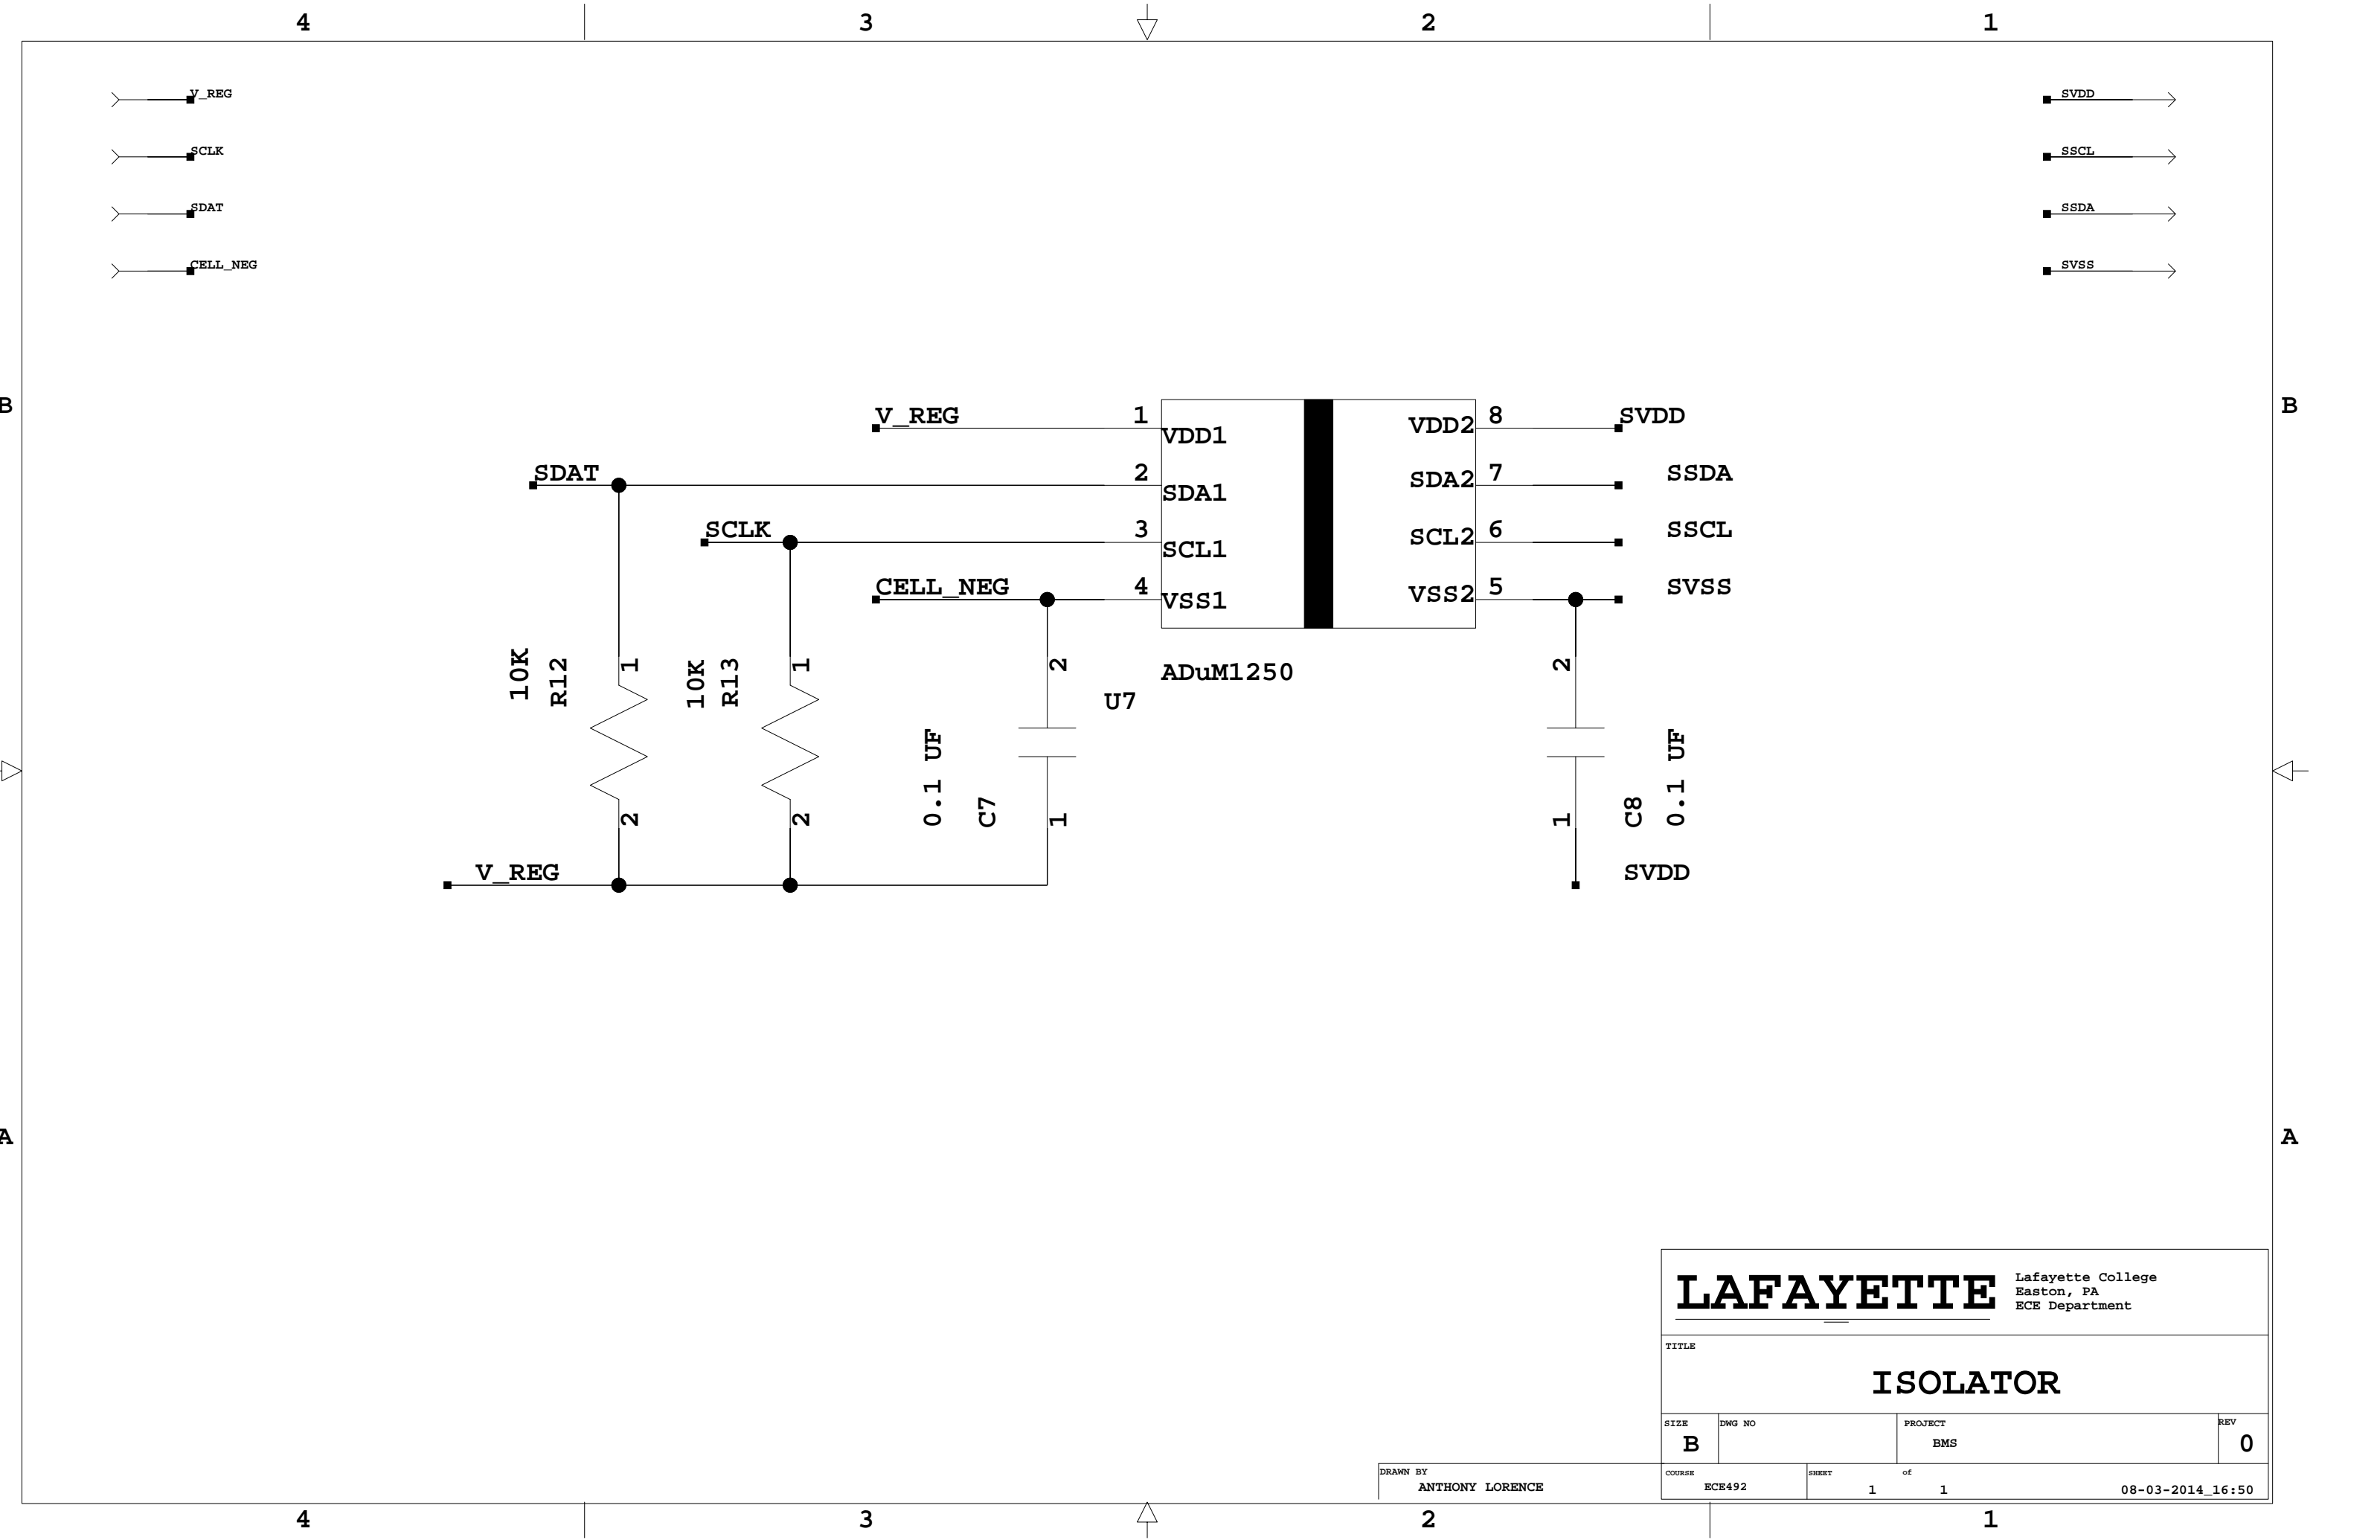 4 3 2 1
V_REG SVDD
SCLK SSCL
SDAT SSDA
CELL_NEG SVSS
B B
V_REG 1 VDD1 VDD2 8 SVDD
SDAT 2 SDA1 SDA2 7 SSDA
SCLK 3 SCL1 SCL2 6 SSCL
CELL_NEG 4 VSS1 VSS2 5 SVSS
10K R12 1 10K R13 1 2 ADuM1250 2
U7
0.1 UF C7 C8 0.1 UF
2 2 1 1
V_REG SVDD
A A
LAFAYETTE
Lafayette College
Easton, PA
ECE Department
TITLE
ISOLATOR
SIZE DWG NO PROJECT REV
B BMS 0
DRAWN BY COURSE SHEET of
ANTHONY LORENCE ECE492 1 1 08-03-2014_16:50
4 3 2 1